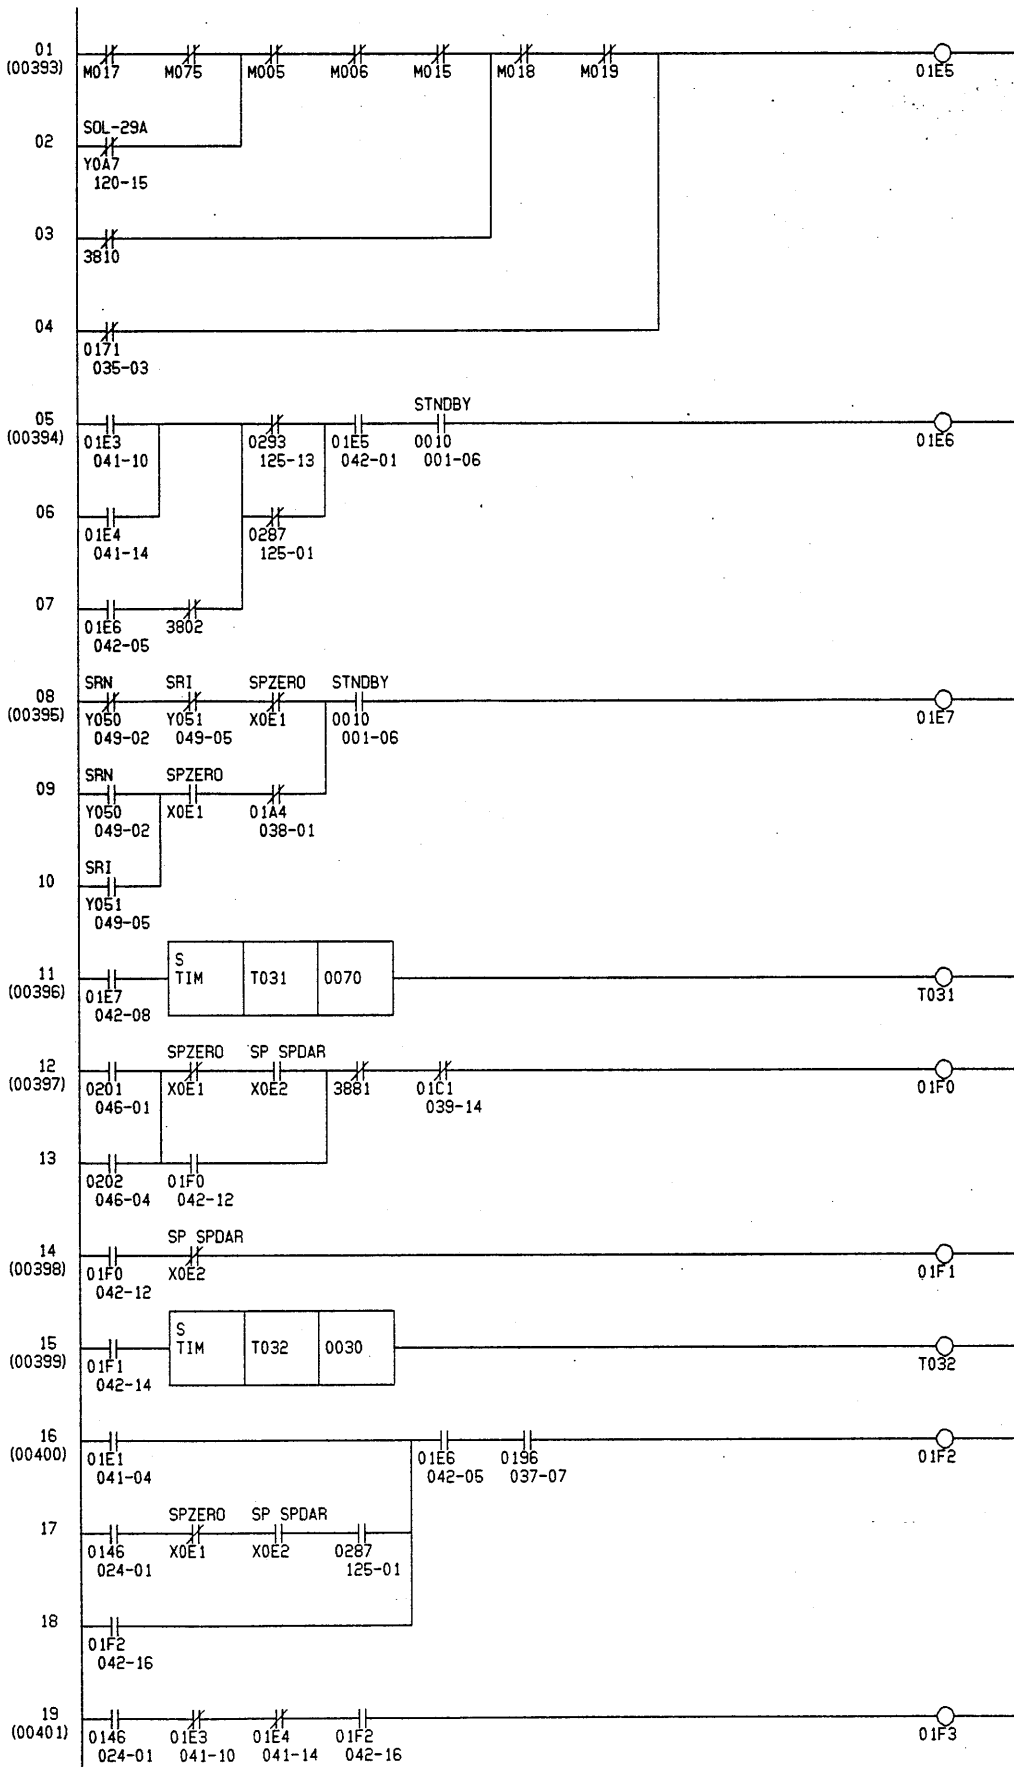 01
(00393) M017 M075 M005 M006 M015 M018 M019 01E5
SOL-29A
02
Y0A7
120-15
03
3810
04
0171
035-03
STNDBY
05
(00394) 01E3 0293 01E5 0010 01E6
041-10 125-13 042-01 001-06
06
01E4 0287
041-14 125-01
07
01E6 3802
042-05
SRN SRI SPZERO STNDBY
08
(00395) Y050 Y051 X0E1 0010 01E7
049-02 049-05 001-06
SRN SPZERO
09
Y050 X0E1 01A4
049-02 038-01
SRI
10
Y051
049-05
S
11 TIM T031 0070
(00396) 01E7 T031
042-08
SPZERO SP SPDAR
12
(00397) 0201 X0E1 X0E2 3881 01C1 01F0
046-01 039-14
13
0202 01F0
046-04 042-12
SP SPDAR
14
(00398) 01F0 X0E2 01F1
042-12
S
15 TIM T032 0030
(00399) 01F1 T032
042-14
16
(00400) 01E1 01E6 0196 01F2
041-04 042-05 037-07
SPZERO SP SPDAR
17
0146 X0E1 X0E2 0287
024-01 125-01
18
01F2
042-16
19
(00401) 0146 01E3 01E4 01F2 01F3
024-01 041-10 041-14 042-16